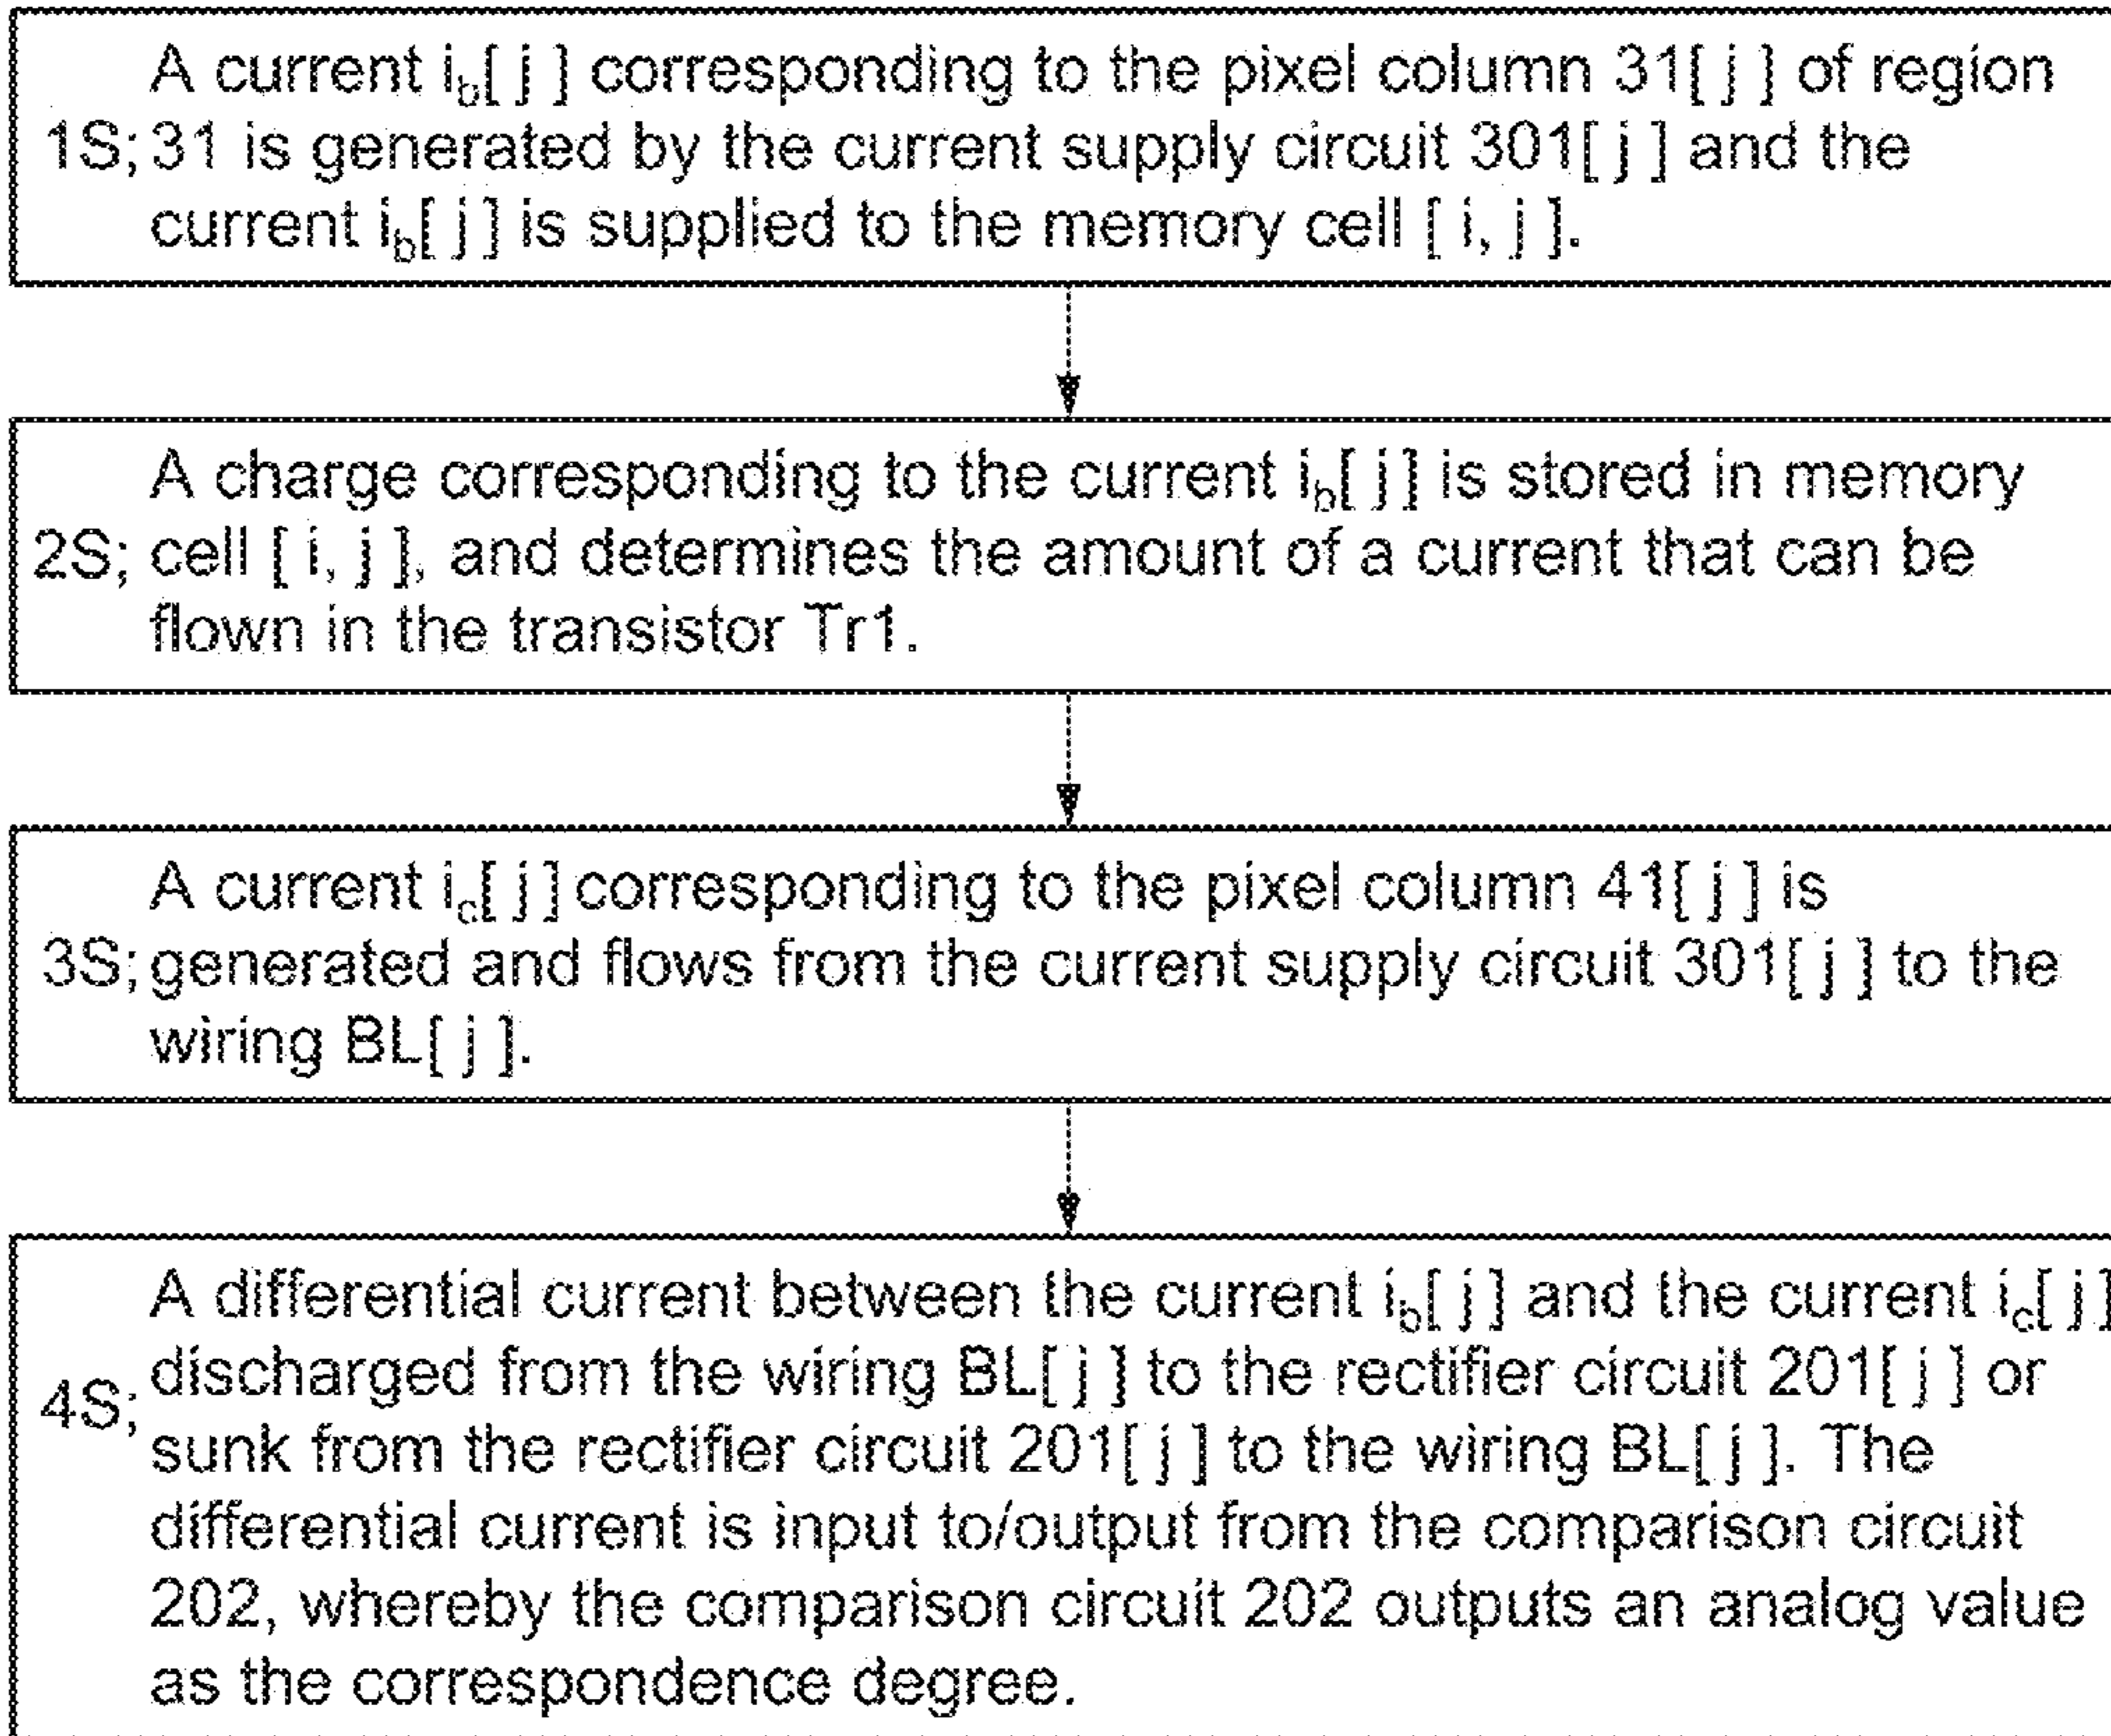 A current ib[ j ] corresponding to the pixel column 31[ j ] of region
1S; 31 is generated by the current supply circuit 301[ j ] and the
current ib[ j ] is supplied to the memory cell [ i, j ].
A charge corresponding to the current ib[ j ] is stored in memory
2S; cell [ i, j ], and determines the amount of a current that can be
flown in the transistor Tr1.
A current ic[ j ] corresponding to the pixel column 41[ j ] is
3S; generated and flows from the current supply circuit 301[ j ] to the
wiring BL[ j ].
A differential current between the current ib[ j ] and the current ic[ j ]
discharged from the wiring BL[ j ] to the rectifier circuit 201[ j ] or
4S; sunk from the rectifier circuit 201[ j ] to the wiring BL[ j ]. The
differential current is input to/output from the comparison circuit
202, whereby the comparison circuit 202 outputs an analog value
as the correspondence degree.